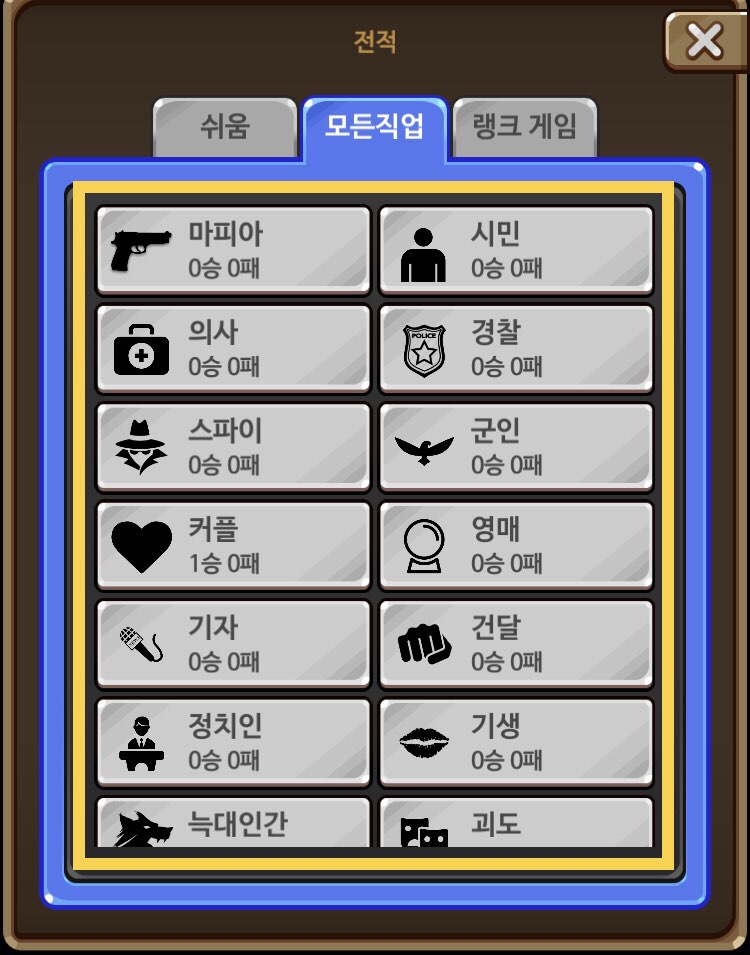 전적
쉬움
모든직업
랭크 게임
마피아
0승 0패
시민
0승 0패
의사
0승 0패
POLICE
경찰
0승 0패
스파이
0승 0패
군인
0승 0패
커플
1승 0패
영매
0승 0패
기자
0승 0패
건달
0승 0패
정치인
0승 0패
기생
0승 0패
늑대인간
괴도